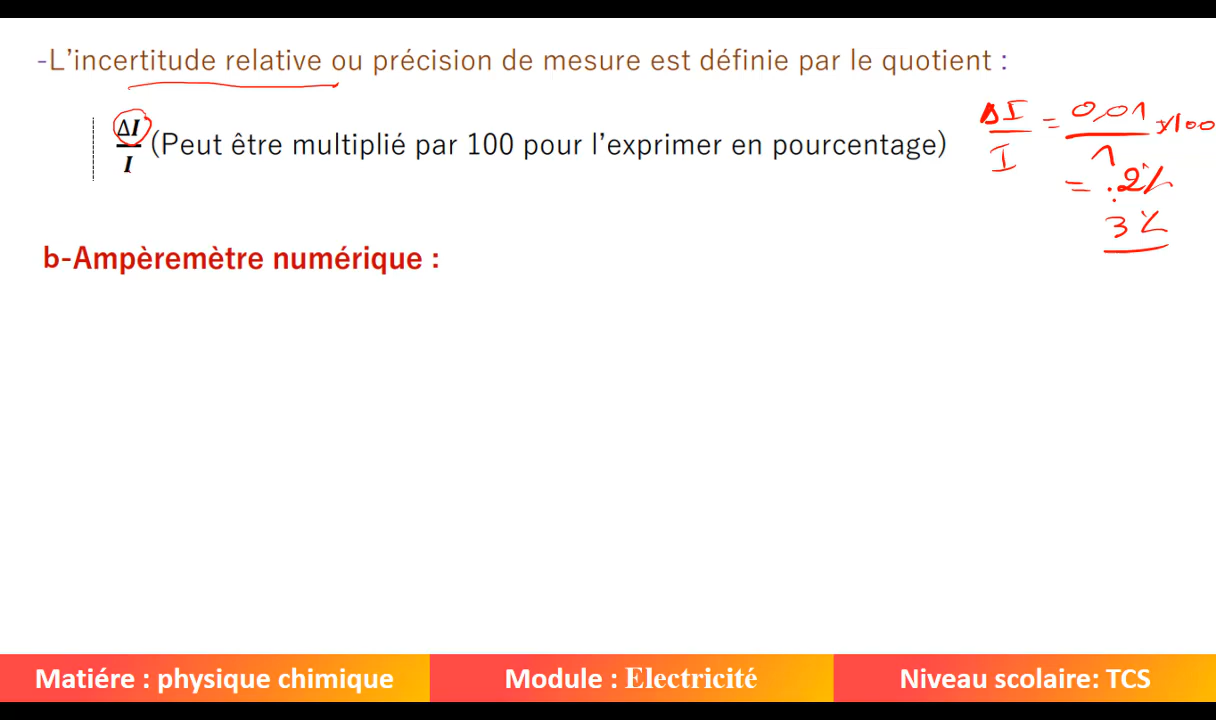 -L'incertitude relative ou précision de mesure est définie par le quotient :
ΔI/I (Peut être multiplié par 100 pour l'exprimer en pourcentage)
ΔI/I = 0,01/1 x100
= .2%
3%
b-Ampèremètre numérique :
Matiére : physique chimique
Module : Electricité
Niveau scolaire: TCS